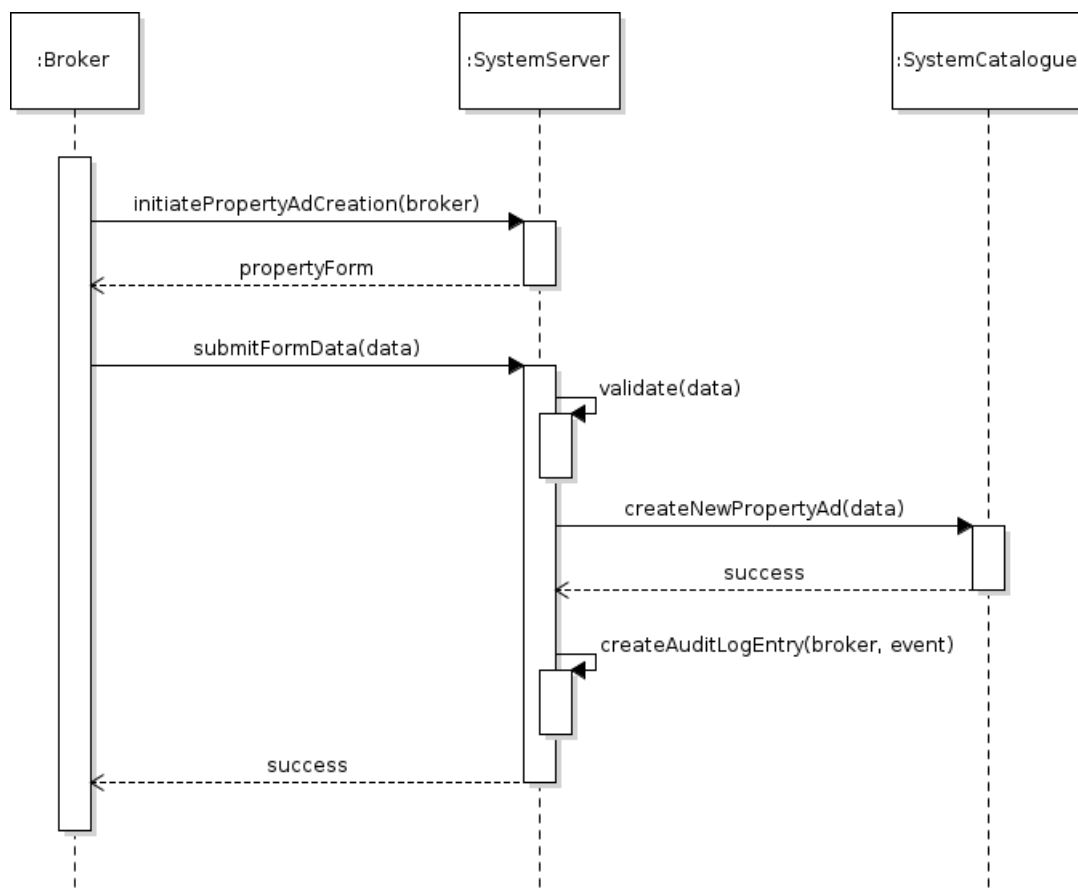 :Broker
:SystemServer
:SystemCatalogue
initiatePropertyAdCreation(broker)
propertyForm
submitFormData(data)
validate(data)
createNewPropertyAd(data)
success
createAuditLogEntry(broker, event)
success